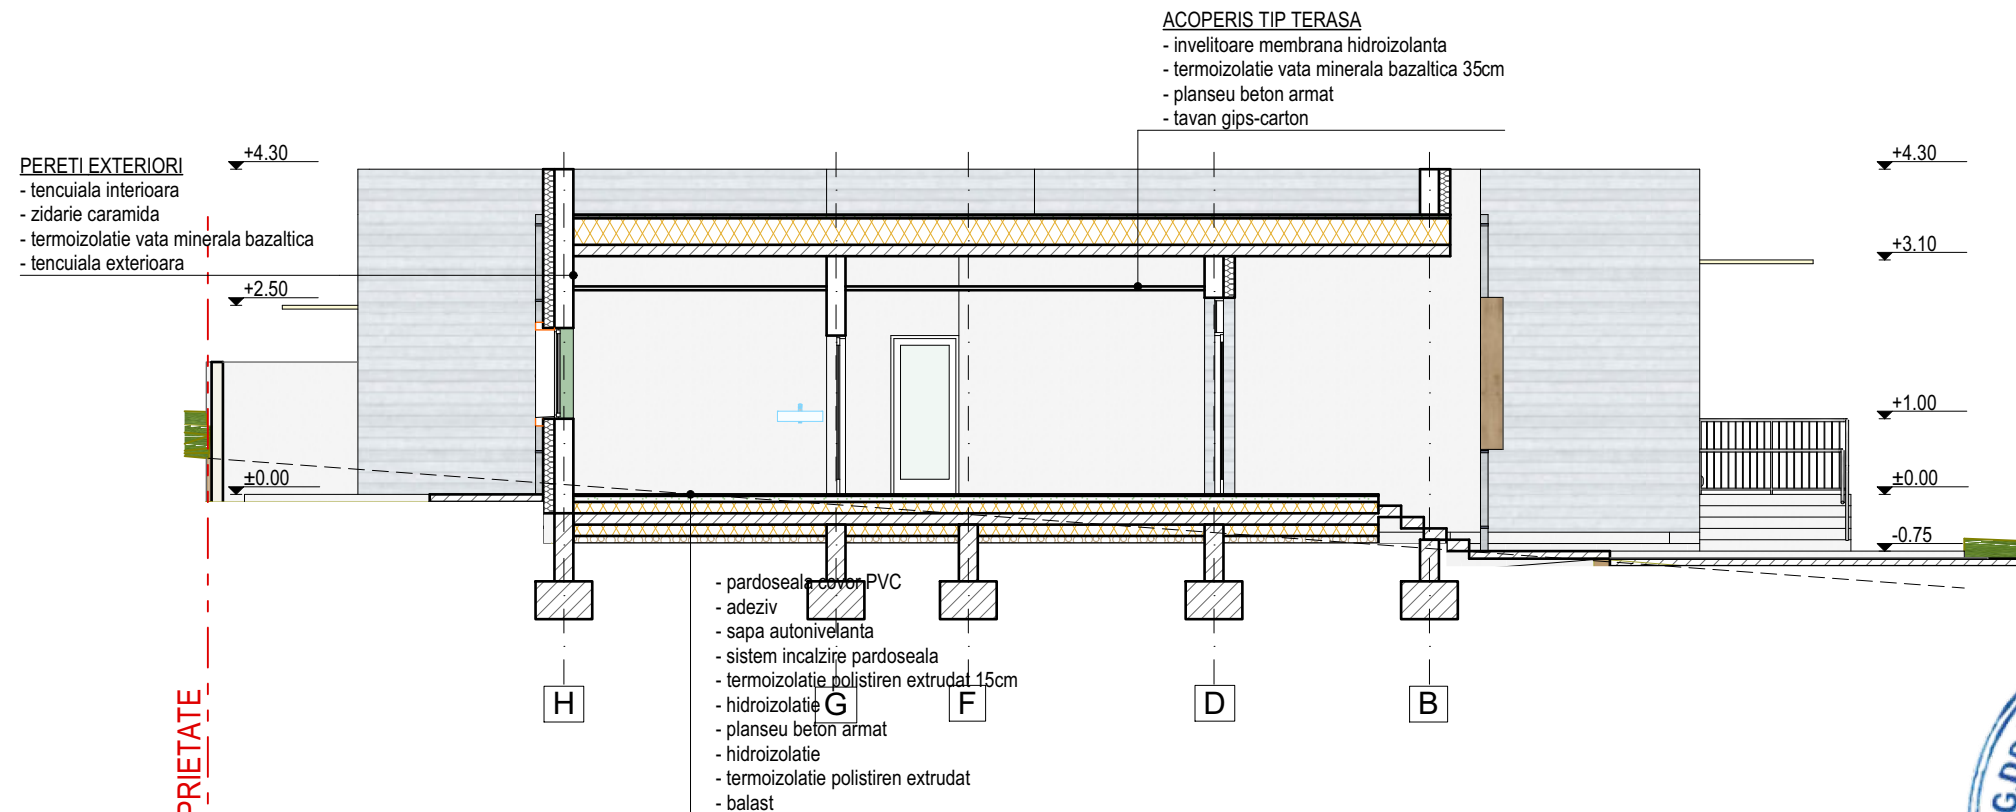 ACOPERIS TIP TERASA
- invelitoare membrana hidroizolanta
- termoizolatie vata minerala bazaltica 35cm
- planseu beton armat
- tavan gips-carton
PERETI EXTERIORI
- tencuiala interioara
- zidarie caramida
- termoizolatie vata minerala bazaltica
- tencuiala exterioara
+4.30
+2.50
±0.00
+4.30
+3.10
+1.00
±0.00
-0.75
- pardoseala covor PVC
- adeziv
- sapa autonivelanta
- sistem incalzire pardoseala
- termoizolatie polistiren extrudat 15cm
- hidroizolatie
- planseu beton armat
- hidroizolatie
- termoizolatie polistiren extrudat
- balast
H
G
F
D
B
PRIETATE